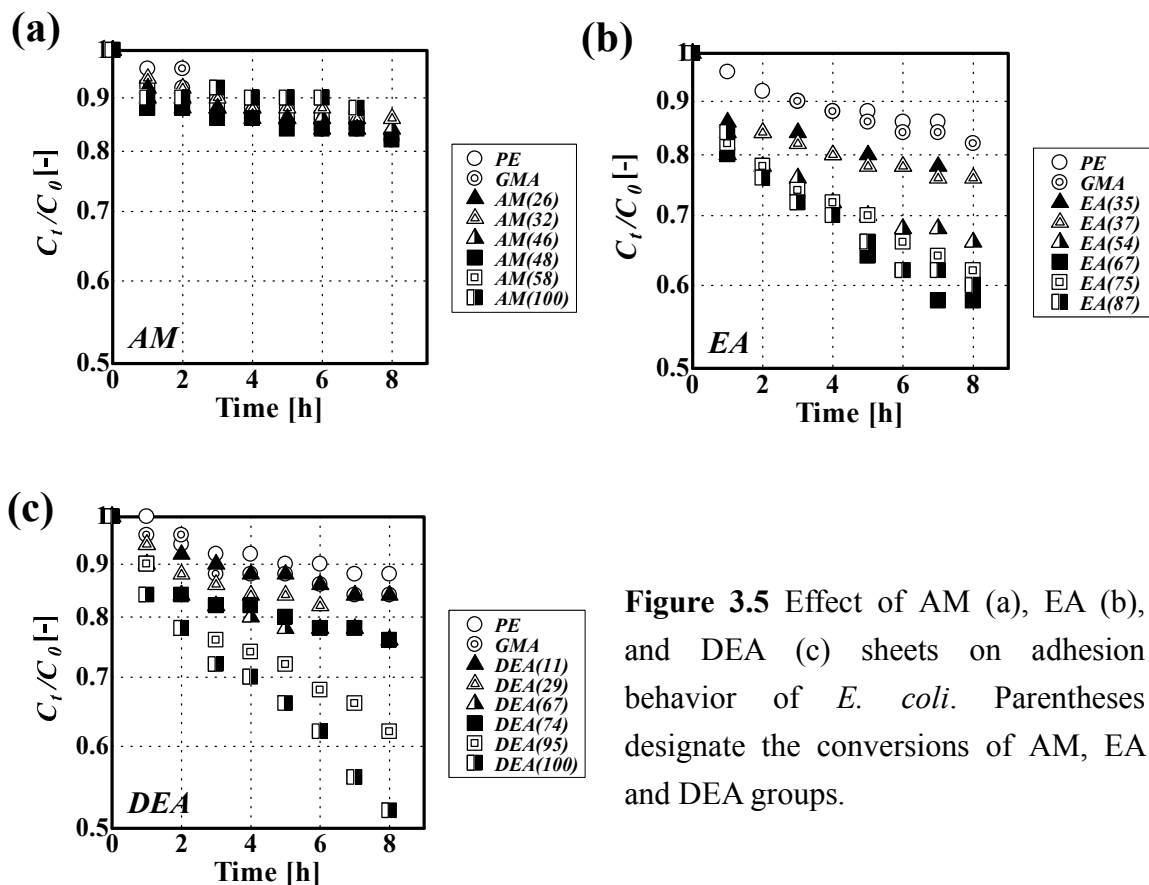 (a)
1
0.9
0.8
0.7
0.6
0.5
C_t/C_0 [-]
AM
0 2 4 6 8
Time [h]
PE
GMA
AM(26)
AM(32)
AM(46)
AM(48)
AM(58)
AM(100)
(b)
1
0.9
0.8
0.7
0.6
0.5
C_t/C_0 [-]
EA
0 2 4 6 8
Time [h]
PE
GMA
EA(35)
EA(37)
EA(54)
EA(67)
EA(75)
EA(87)
(c)
1
0.9
0.8
0.7
0.6
0.5
C_t/C_0 [-]
DEA
0 2 4 6 8
Time [h]
PE
GMA
DEA(11)
DEA(29)
DEA(67)
DEA(74)
DEA(95)
DEA(100)
Figure 3.5 Effect of AM (a), EA (b),
and DEA (c) sheets on adhesion
behavior of E. coli. Parentheses
designate the conversions of AM, EA
and DEA groups.